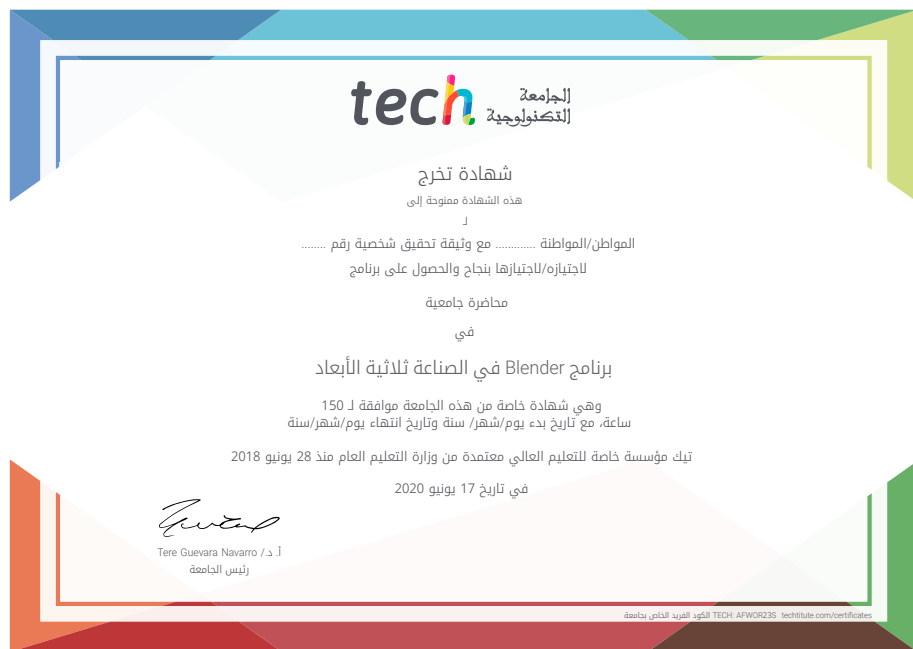 tech الجامعة
التكنولوجية
شهادة تخرج
هذه الشهادة ممنوحة إلى
لـ
المواطن/المواطنة ............ مع وثيقة تحقيق شخصية رقم ........
لاجتيازه/لاجتيازها بنجاح والحصول على برنامج
محاضرة جامعية
في
برنامج Blender في الصناعة ثلاثية الأبعاد
وهي شهادة خاصة من هذه الجامعة موافقة لـ 150
ساعة، مع تاريخ بدء يوم/شهر/ سنة وتاريخ انتهاء يوم/شهر/سنة
تيك مؤسسة خاصة للتعليم العالي معتمدة من وزارة التعليم العام منذ 28 يونيو 2018
في تاريخ 17 يونيو 2020
أ. د./ Tere Guevara Navarro
رئيس الجامعة
الكود الفريد الخاص بجامعة TECH: AFWOR23S techtitute.com/certificates